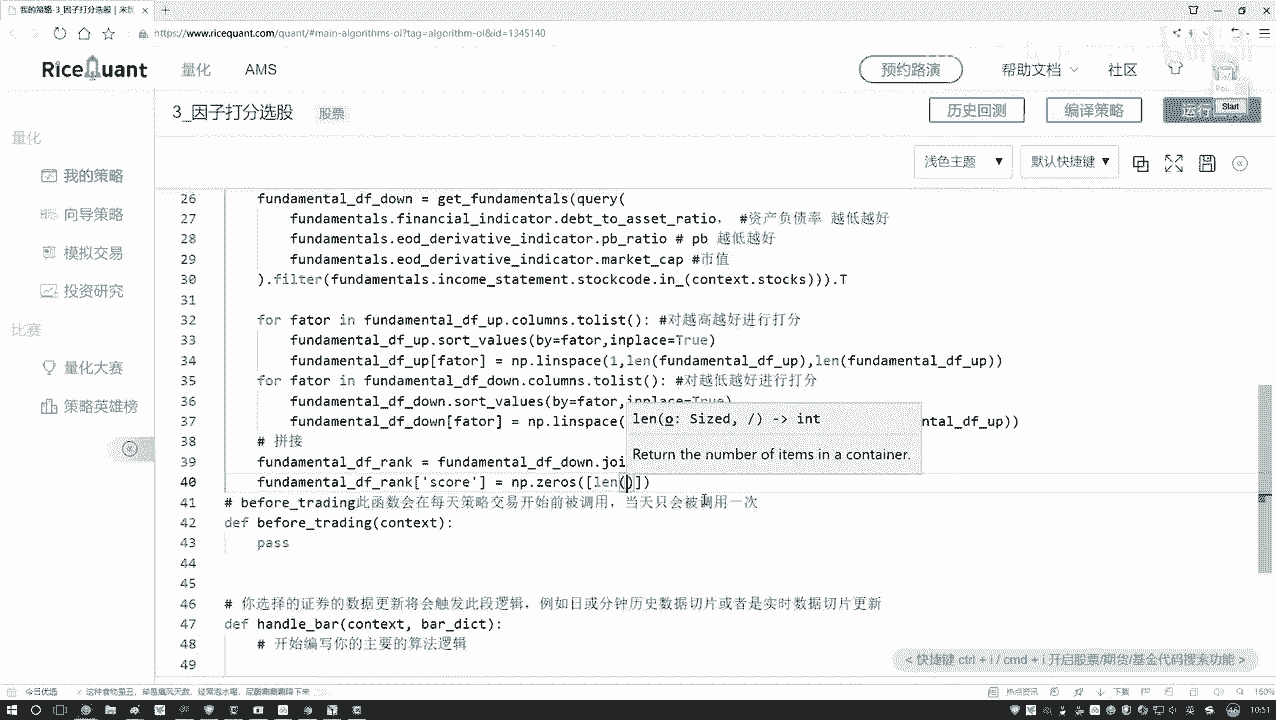 我的策略-3_因子打分选股 | 米筐
https://www.ricequant.com/quant/#main-algorithms-ol?tag=algorithm-ol&id=1345140
RiceQuant 量化 AMS 预约路演 帮助文档 社区
3_因子打分选股 股票 历史回测 编译策略 运行 Start
量化
浅色主题 ▼ 默认快捷键 ▼
我的策略
向导策略
模拟交易
投资研究
比赛
量化大赛
策略英雄榜
26 fundamental_df_down = get_fundamentals(query(
27 fundamentals.financial_indicator.debt_to_asset_ratio, #资产负债率 越低越好
28 fundamentals.eod_derivative_indicator.pb_ratio # pb 越低越好
29 fundamentals.eod_derivative_indicator.market_cap #市值
30 ).filter(fundamentals.income_statement.stockcode.in_(context.stocks))).T
31
32 for fator in fundamental_df_up.columns.tolist(): #对越高越好进行打分
33 fundamental_df_up.sort_values(by=fator,inplace=True)
34 fundamental_df_up[fator] = np.linspace(1,len(fundamental_df_up),len(fundamental_df_up))
35 for fator in fundamental_df_down.columns.tolist(): #对越低越好进行打分
36 fundamental_df_down.sort_values(by=fator,inplace=True)
37 fundamental_df_down[fator] = np.linspace( ntal_df_up))
len(o: Sized, /) -> int
Return the number of items in a container.
38 # 拼接
39 fundamental_df_rank = fundamental_df_down.joi
40 fundamental_df_rank['score'] = np.zeros([len()])
41 # before_trading此函数会在每天策略交易开始前被调用，当天只会被调用一次
42 def before_trading(context):
43 pass
44
45
46 # 你选择的证券的数据更新将会触发此段逻辑，例如日或分钟历史数据切片或者是实时数据切片更新
47 def handle_bar(context, bar_dict):
48 # 开始编写你的主要的算法逻辑
49
< 快捷键 ctrl + i / cmd + i 开启股票/期货/基金代码搜索功能 >
今日优选 热点资讯 下载 160%
10:51